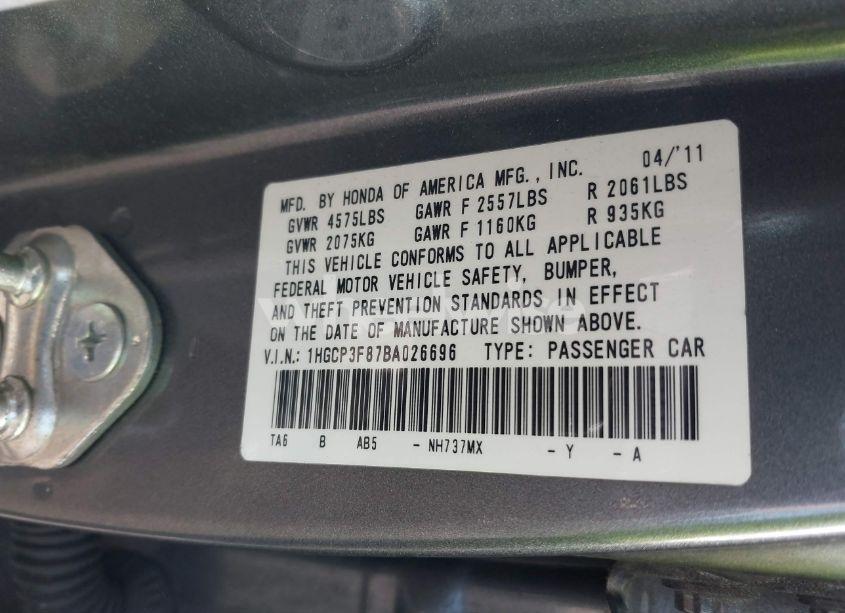 MFD. BY HONDA OF AMERICA MFG., INC. 04/'11
GVWR 4575LBS GAWR F 2557LBS R 2061LBS
GVWR 2075KG GAWR F 1160KG R 935KG
THIS VEHICLE CONFORMS TO ALL APPLICABLE
FEDERAL MOTOR VEHICLE SAFETY, BUMPER,
AND THEFT PREVENTION STANDARDS IN EFFECT
ON THE DATE OF MANUFACTURE SHOWN ABOVE.
V.I.N.: 1HGCP3F87BA026696 TYPE: PASSENGER CAR
TA6 B AB5 - NH737MX - Y - A